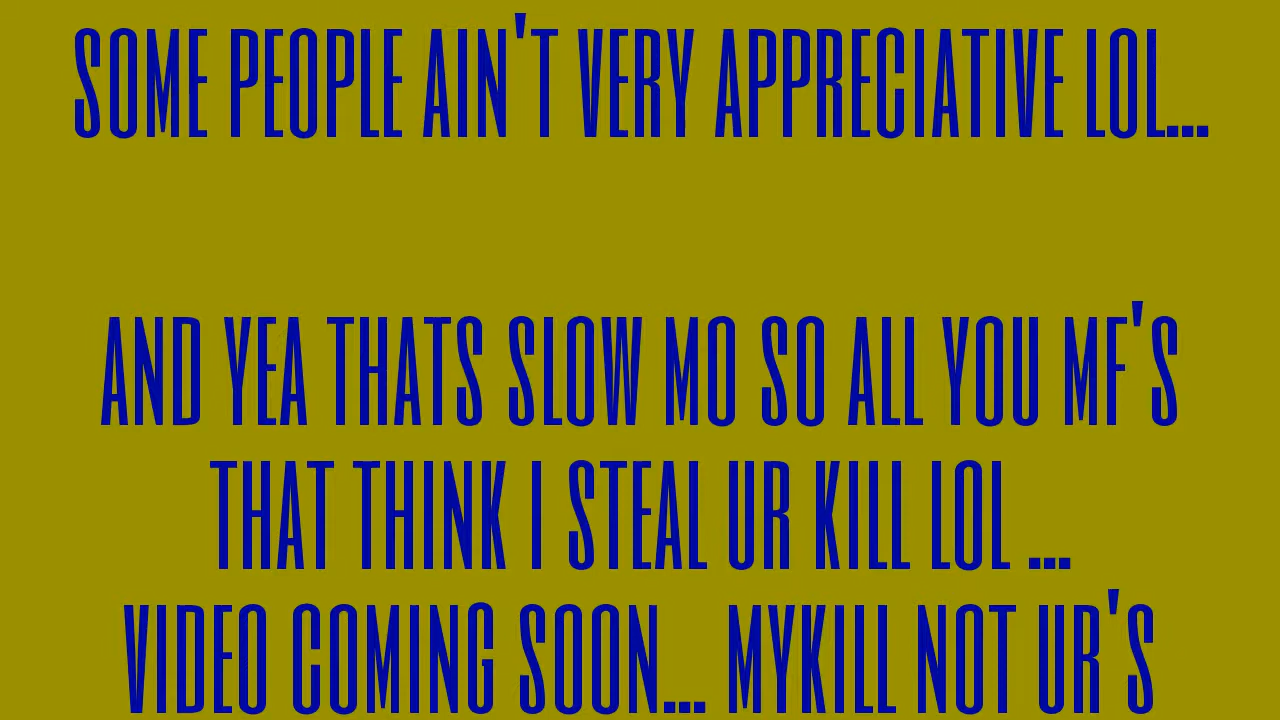 SOME PEOPLE AIN'T VERY APPRECIATIVE LOL...
AND YEA THATS SLOW MO SO ALL YOU MF'S
THAT THINK I STEAL UR KILL LOL ...
VIDEO COMING SOON... MYKILL NOT UR'S